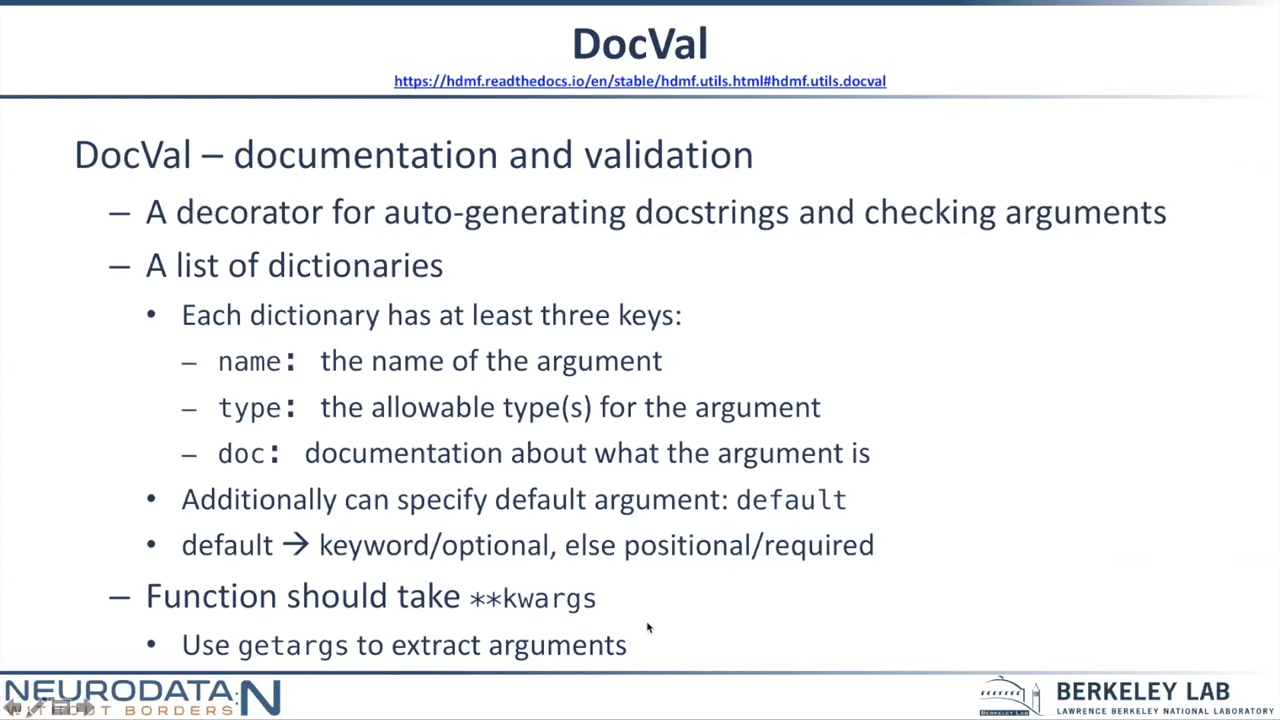 DocVal
https://hdmf.readthedocs.io/en/stable/hdmf.utils.html#hdmf.utils.docval
DocVal – documentation and validation
– A decorator for auto-generating docstrings and checking arguments
– A list of dictionaries
• Each dictionary has at least three keys:
– name: the name of the argument
– type: the allowable type(s) for the argument
– doc: documentation about what the argument is
• Additionally can specify default argument: default
• default → keyword/optional, else positional/required
– Function should take **kwargs
• Use getargs to extract arguments
NEURODATA N
WITHOUT BORDERS
BERKELEY LAB
BERKELEY LAB
LAWRENCE BERKELEY NATIONAL LABORATORY